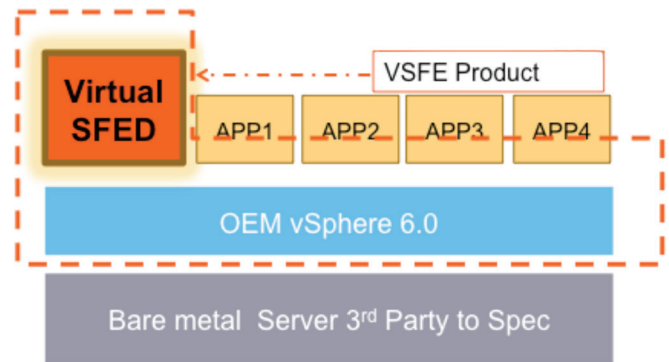 Virtual
SFED
VSFE Product
APP1
APP2
APP3
APP4
OEM vSphere 6.0
Bare metal Server 3rd Party to Spec